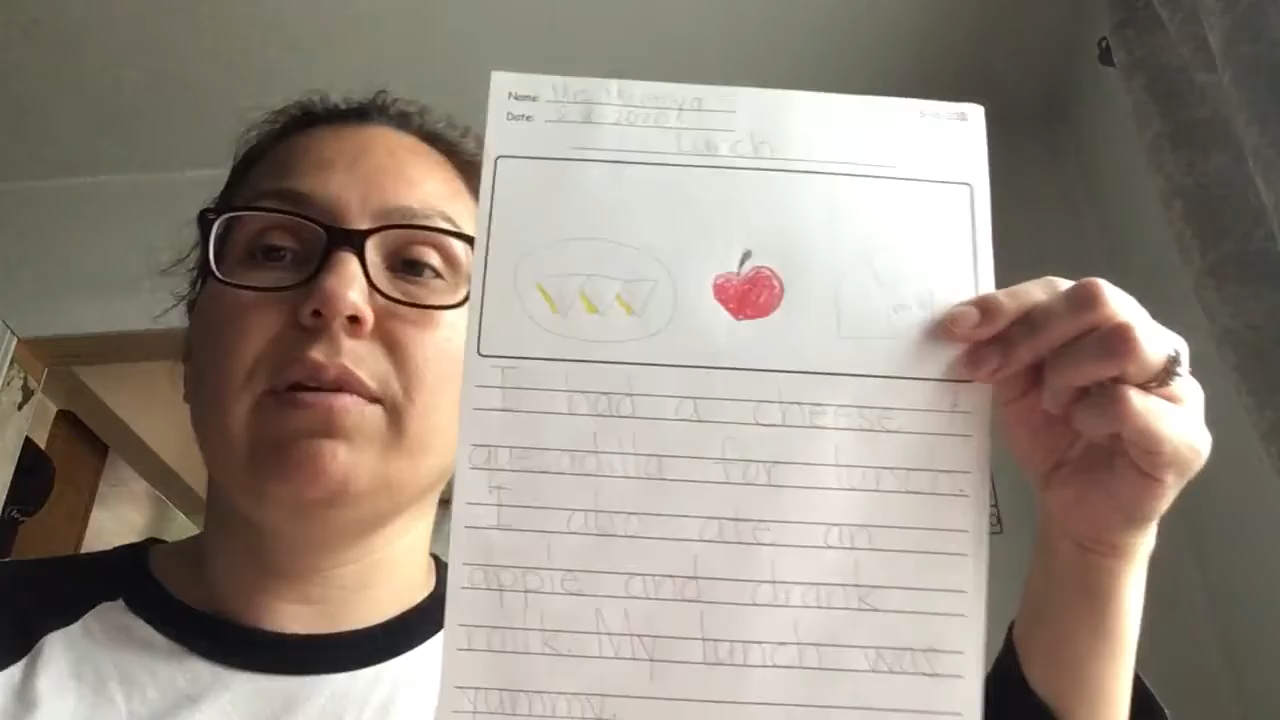 Name:
Date: 2020
Lunch
milk
I had a cheese
quesadilla for lunch.
I also ate an
apple and drank
milk. My lunch was
yummy.